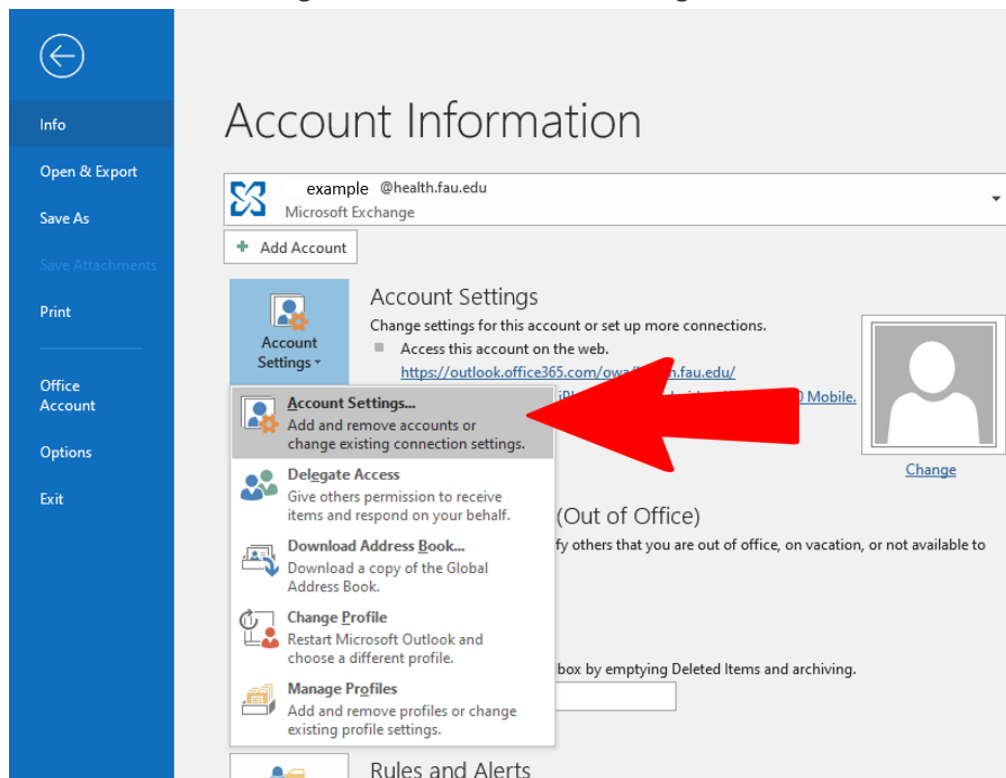 Info
Open & Export
Save As
Save Attachments
Print
Office
Account
Options
Exit
Account Information
example @health.fau.edu
Microsoft Exchange
Add Account
Account
Settings
Account Settings
Change settings for this account or set up more connections.
Access this account on the web.
https://outlook.office365.com/owa/h n.fau.edu/
0 Mobile.
Change
Account Settings...
Add and remove accounts or
change existing connection settings.
Delegate Access
Give others permission to receive
items and respond on your behalf.
Download Address Book...
Download a copy of the Global
Address Book.
Change Profile
Restart Microsoft Outlook and
choose a different profile.
Manage Profiles
Add and remove profiles or change
existing profile settings.
(Out of Office)
fy others that you are out of office, on vacation, or not available to
box by emptying Deleted Items and archiving.
Rules and Alerts